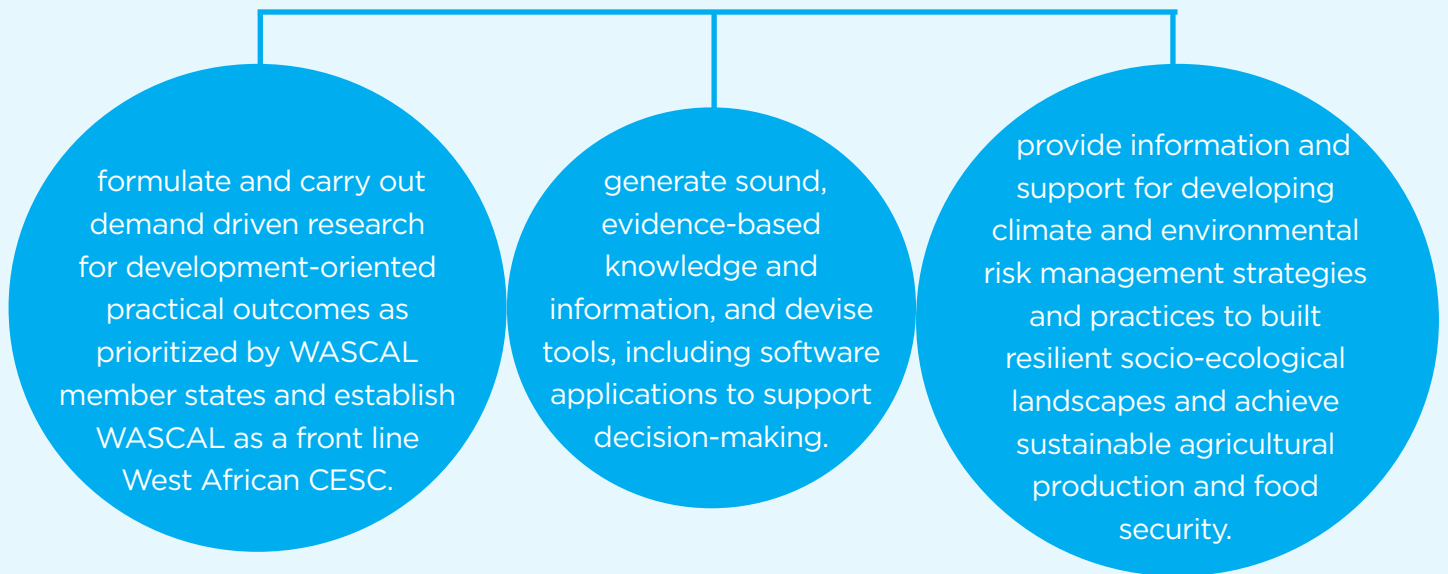 formulate and carry out
demand driven research
for development-oriented
practical outcomes as
prioritized by WASCAL
member states and establish
WASCAL as a front line
West African CESC.
generate sound,
evidence-based
knowledge and
information, and devise
tools, including software
applications to support
decision-making.
provide information and
support for developing
climate and environmental
risk management strategies
and practices to built
resilient socio-ecological
landscapes and achieve
sustainable agricultural
production and food
security.